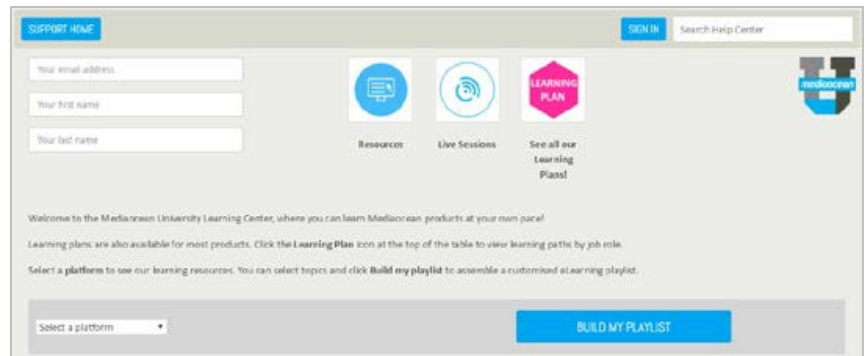 SUPPORT HOME
SIGN IN
Search Help Center
Your email address
Your first name
Your last name
LEARNING
PLAN
Resources
Live Sessions
See all our
Learning
Plans!
mediaocean
Welcome to the Mediaocean University Learning Center, where you can learn Mediaocean products at your own pace!
Learning plans are also available for most products. Click the Learning Plan icon at the top of the table to view learning paths by job role.
Select a platform to see our learning resources. You can select topics and click Build my playlist to assemble a customised eLearning playlist.
Select a platform
BUILD MY PLAYLIST